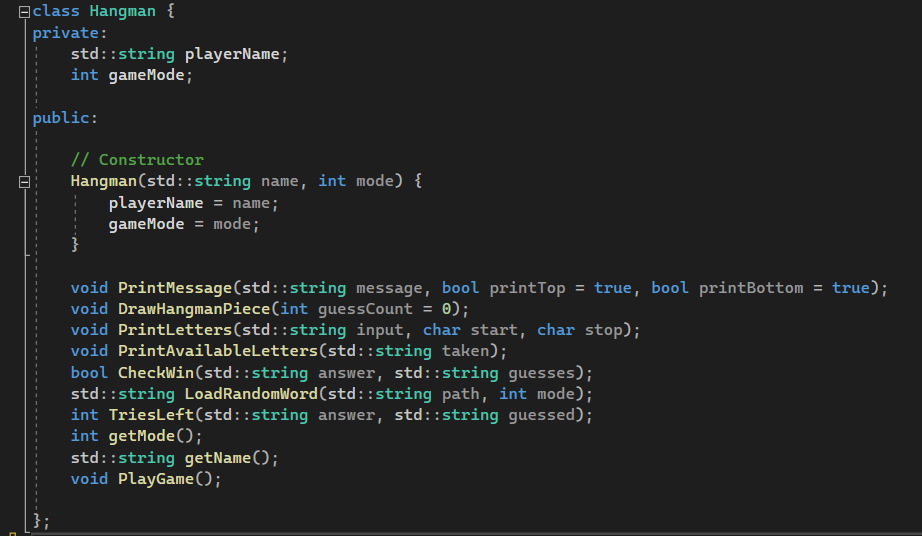 class Hangman {
private:
    std::string playerName;
    int gameMode;

public:

    // Constructor
    Hangman(std::string name, int mode) {
        playerName = name;
        gameMode = mode;
    }

    void PrintMessage(std::string message, bool printTop = true, bool printBottom = true);
    void DrawHangmanPiece(int guessCount = 0);
    void PrintLetters(std::string input, char start, char stop);
    void PrintAvailableLetters(std::string taken);
    bool CheckWin(std::string answer, std::string guesses);
    std::string LoadRandomWord(std::string path, int mode);
    int TriesLeft(std::string answer, std::string guessed);
    int getMode();
    std::string getName();
    void PlayGame();

};